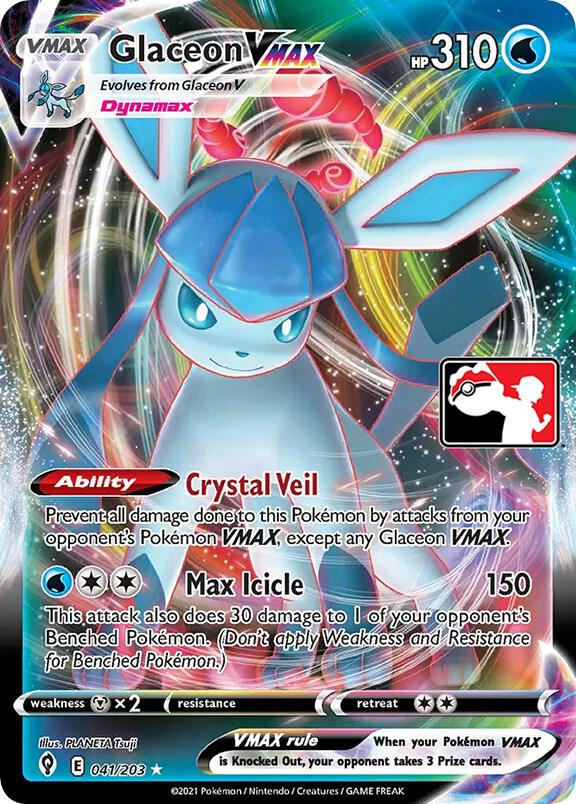 VMAX
Glaceon VMAX
HP 310
Evolves from Glaceon V
Dynamax
Ability Crystal Veil
Prevent all damage done to this Pokémon by attacks from your
opponent's Pokémon VMAX, except any Glaceon VMAX.
Max Icicle 150
This attack also does 30 damage to 1 of your opponent's
Benched Pokémon. (Don't apply Weakness and Resistance
for Benched Pokémon.)
weakness ×2 resistance retreat
Illus. PLANETA Tsuji
E 041/203 ★
VMAX rule When your Pokémon VMAX
is Knocked Out, your opponent takes 3 Prize cards.
©2021 Pokémon / Nintendo / Creatures / GAME FREAK